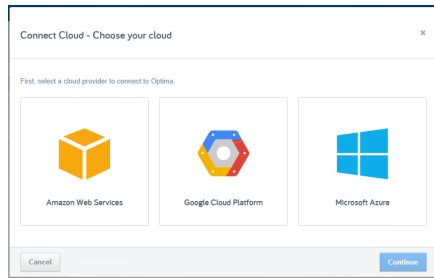 Connect Cloud - Choose your cloud
First, select a cloud provider to connect to Optima.
Amazon Web Services
Google Cloud Platform
Microsoft Azure
Cancel
Continue